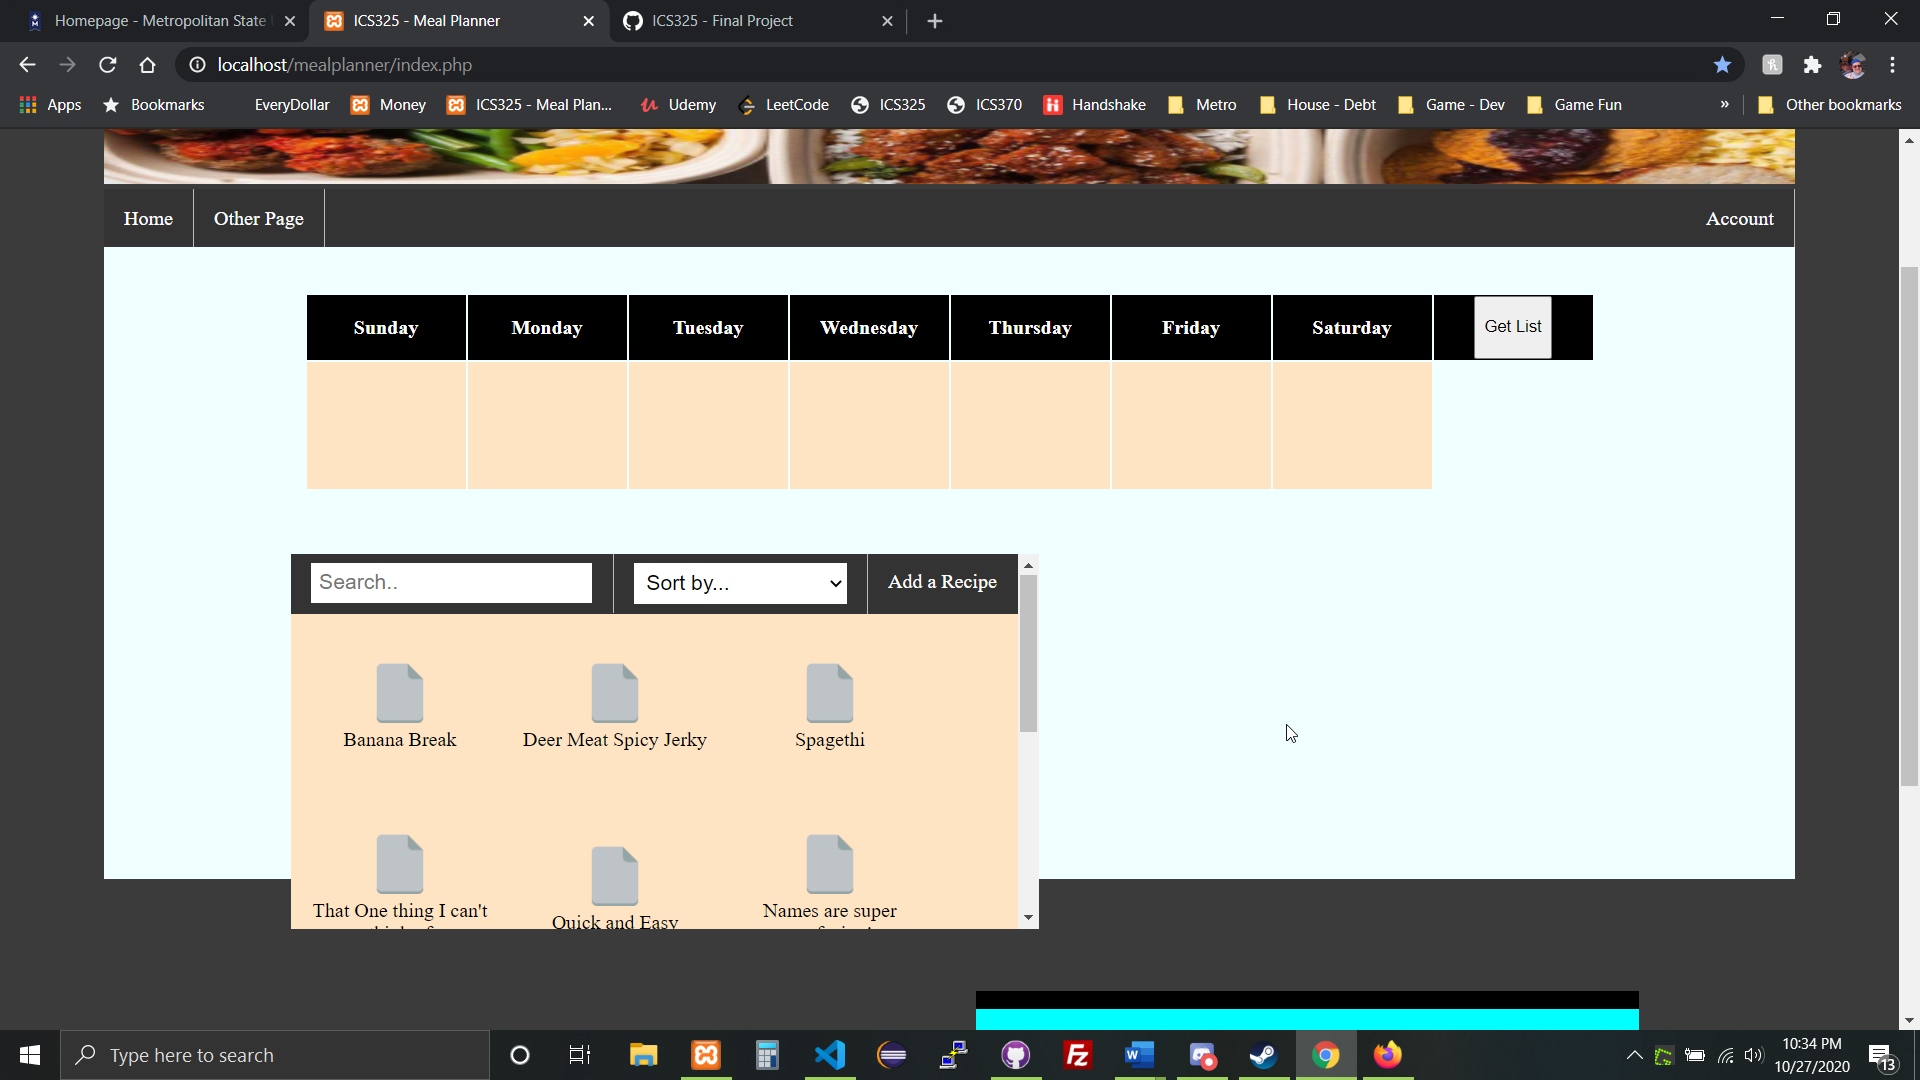 Homepage - Metropolitan State
ICS325 - Meal Planner
ICS325 - Final Project
localhost/mealplanner/index.php
Apps
Bookmarks
EveryDollar
Money
ICS325 - Meal Plan...
Udemy
LeetCode
ICS325
ICS370
Handshake
Metro
House - Debt
Game - Dev
Game Fun
»
Other bookmarks
Home
Other Page
Account
Sunday
Monday
Tuesday
Wednesday
Thursday
Friday
Saturday
Get List
Search..
Sort by...
Add a Recipe
Banana Break
Deer Meat Spicy Jerky
Spagethi
That One thing I can't
Quick and Easy
Names are super
Type here to search
10:34 PM
10/27/2020
13